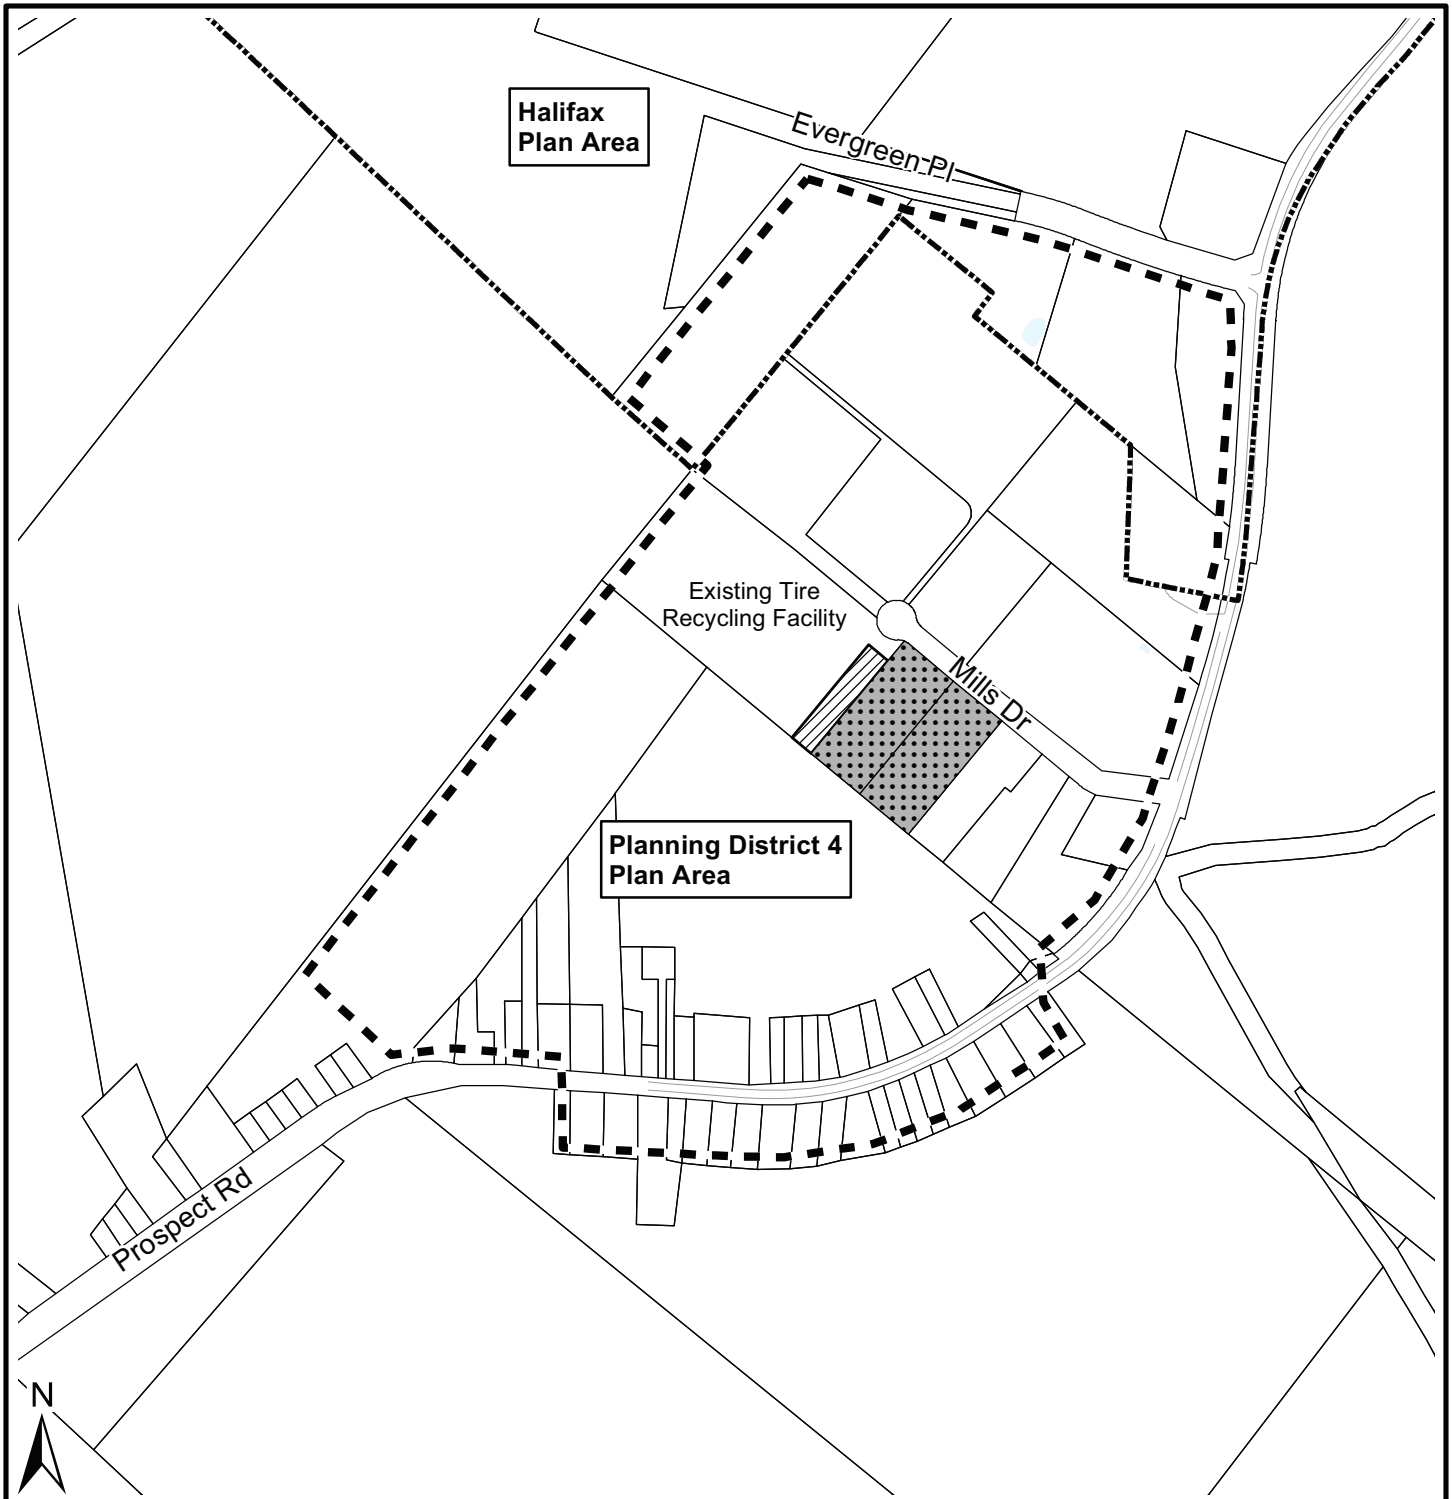 Halifax
Plan Area
Evergreen Pl
Existing Tire
Recycling Facility
Mills Dr
Planning District 4
Plan Area
Prospect Rd
N